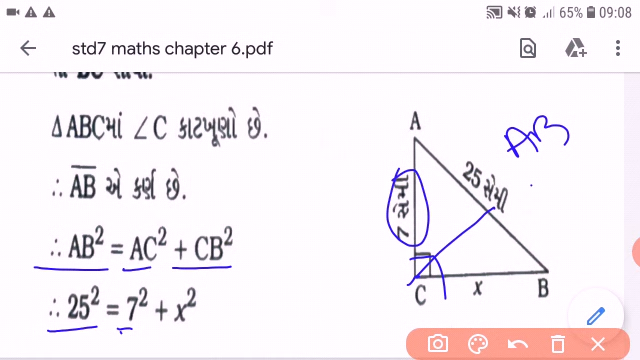 65% 09:08
std7 maths chapter 6.pdf
ΔABCમાં ∠C કાટખૂણો છે.
∴ AB એ કર્ણ છે.
∴ AB² = AC² + CB²
∴ 25² = 7² + x²
A
AB
25 સેમી
7 સેમી
C x B